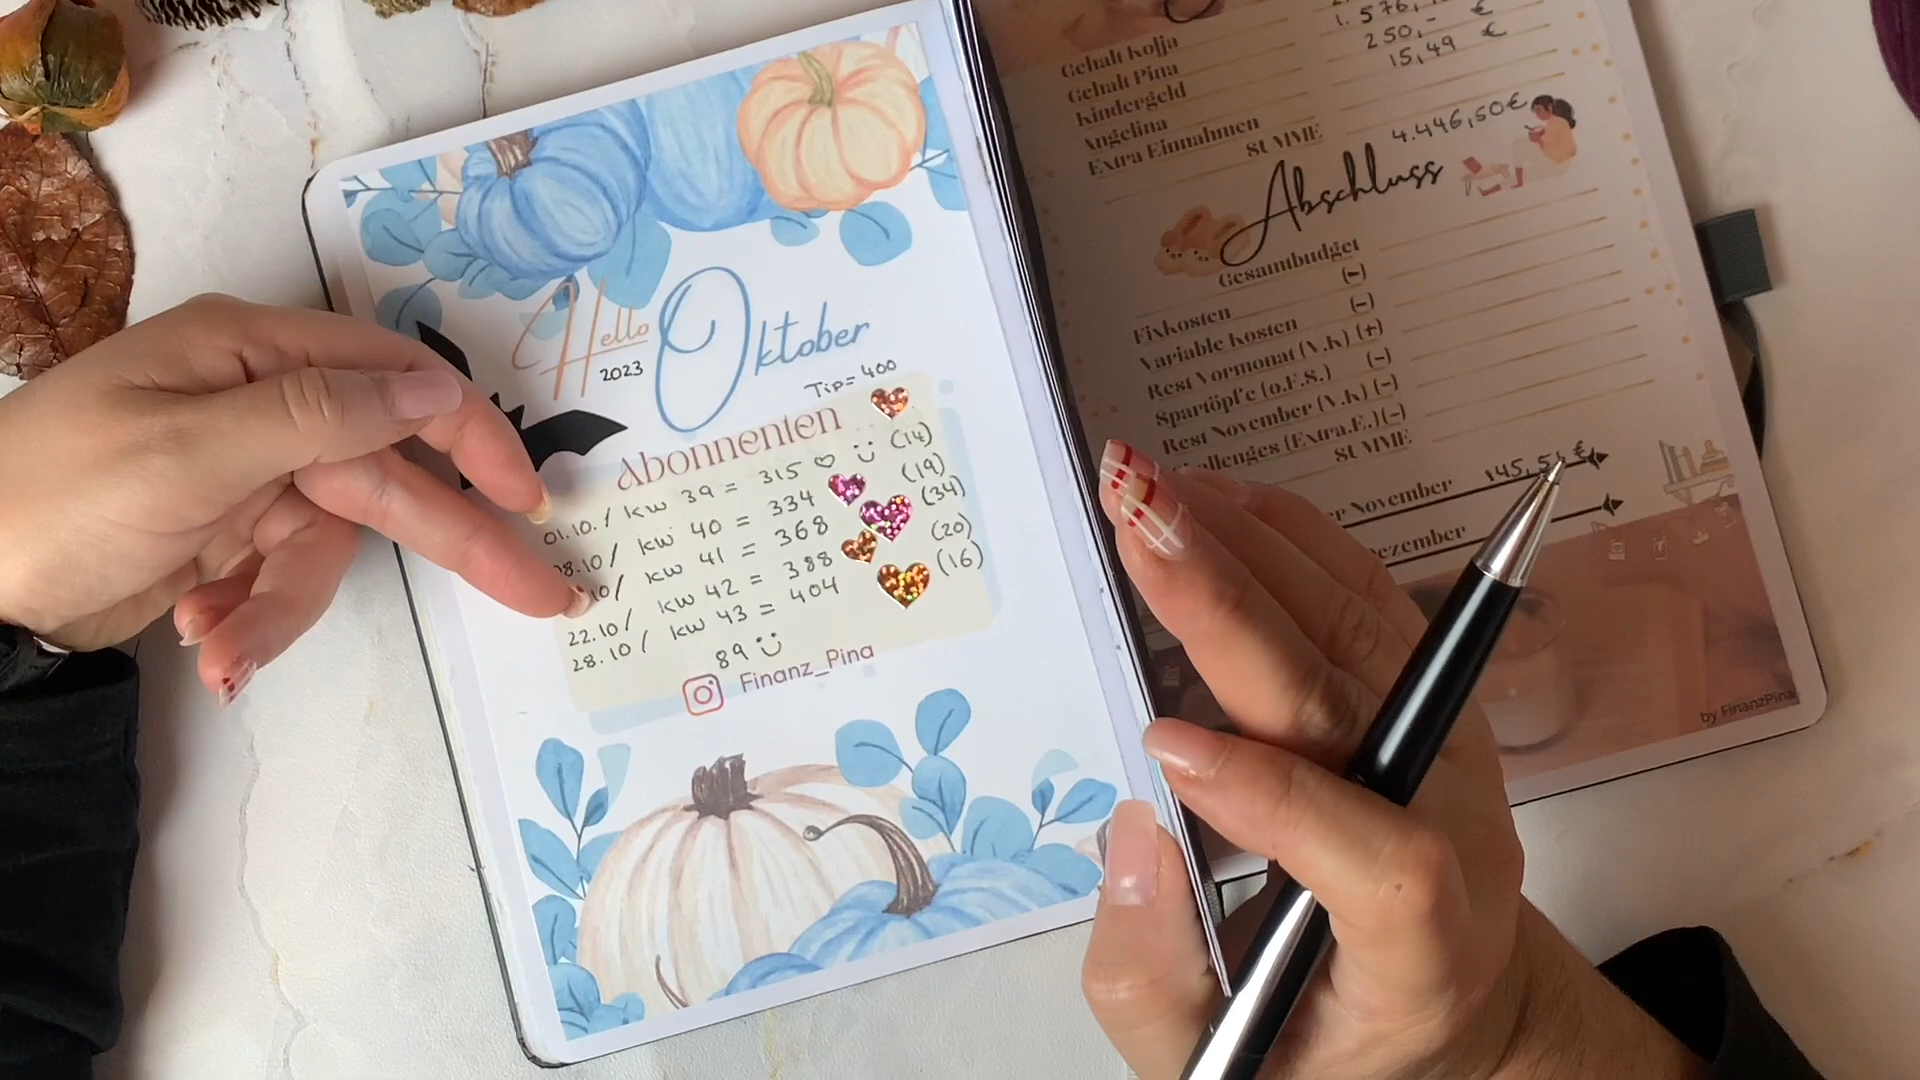 Hello Oktober
2023
Tip= 400
Abonnenten
01.10. / KW 39 = 315 ♡ (14)
08.10 / KW 40 = 334 (19)
10/ KW 41 = 368 (34)
22.10/ KW 42 = 388 (20)
28.10/ KW 43 = 404 (16)
89
Finanz_Pina
1.576,
Gehalt Kolja 250,- €
Gehalt Pina 15,49 €
Kindergeld
Angelina
Extra Einnahmen
SUMME 4.446,50€
Abschluss
Gesamtbudget
Fixkosten (-)
Variable Kosten (-)
Rest Vormonat (V.K) (+)
Spartöpfe (o.F.S.) (-)
Rest November (V.K) (-)
Challenges (Extra.E.)(-)
SUMME
November 145,5 €
Dezember
by FinanzPina